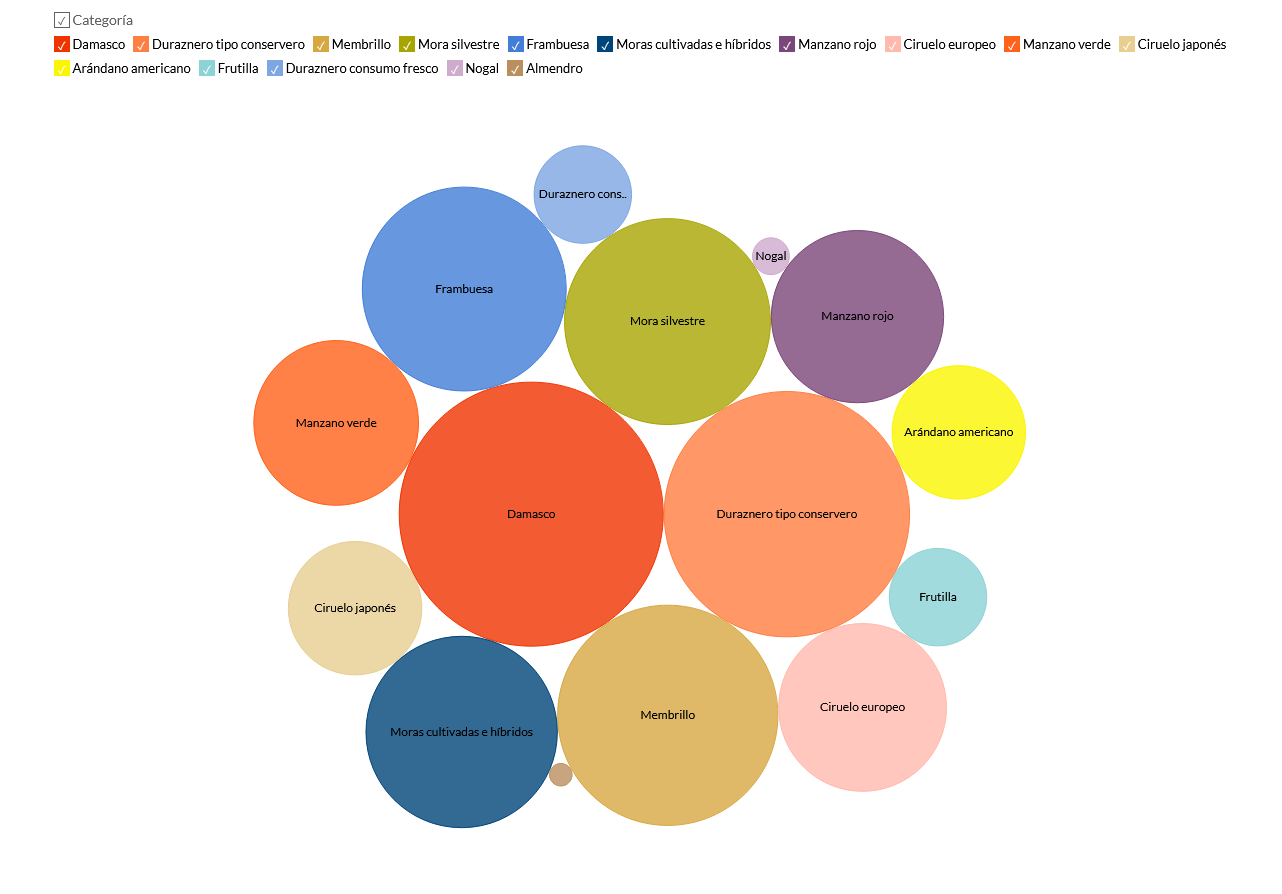 Categoría
Damasco Duraznero tipo conservero Membrillo Mora silvestre Frambuesa Moras cultivadas e híbridos Manzano rojo Ciruelo europeo Manzano verde Ciruelo japonés
Arándano americano Frutilla Duraznero consumo fresco Nogal Almendro
Duraznero cons..
Nogal
Frambuesa
Manzano rojo
Mora silvestre
Manzano verde
Arándano americano
Damasco
Duraznero tipo conservero
Frutilla
Ciruelo japonés
Ciruelo europeo
Membrillo
Moras cultivadas e híbridos